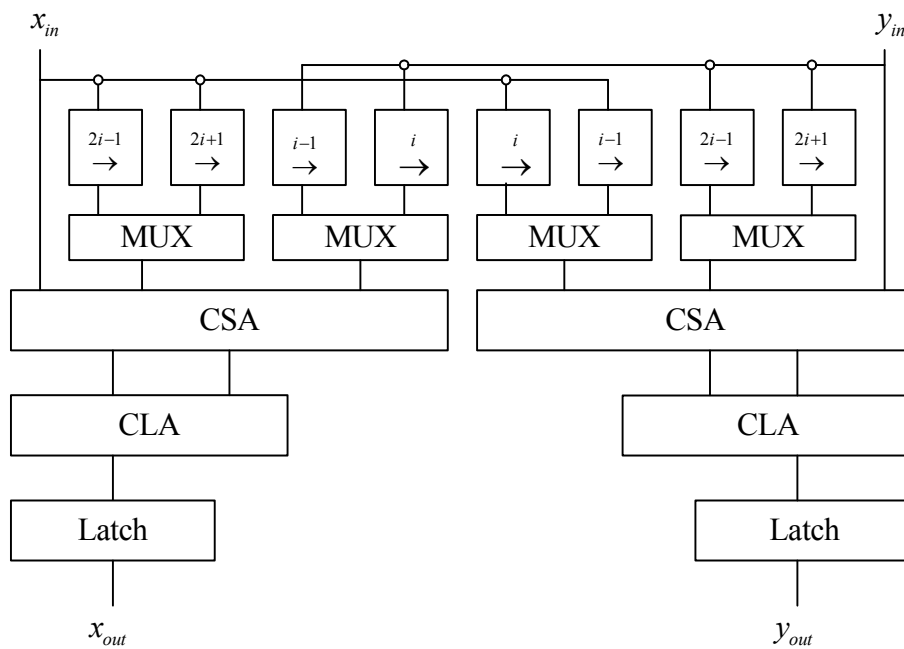 x_in y_in
2i−1 2i+1 i−1 i i i−1 2i−1 2i+1
→ → → → → → → →
MUX MUX MUX MUX
CSA CSA
CLA CLA
Latch Latch
x_out y_out